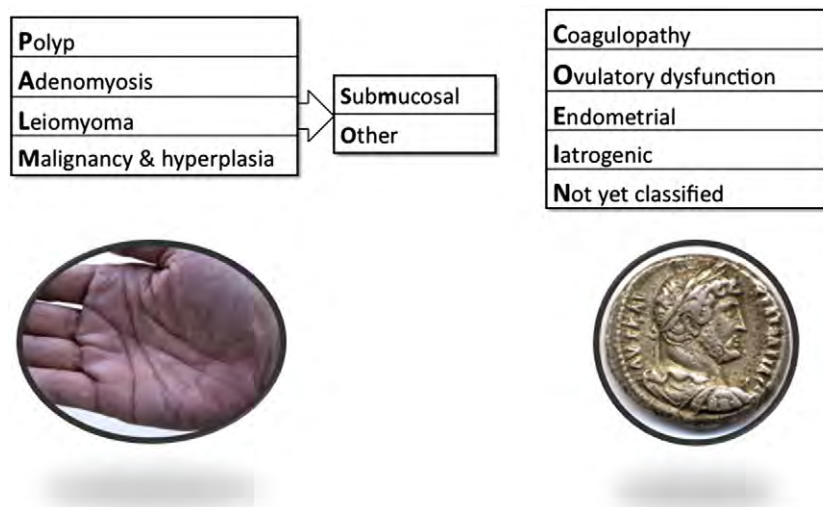 Polyp
Adenomyosis
Leiomyoma
Malignancy & hyperplasia
Submucosal
Other
Coagulopathy
Ovulatory dysfunction
Endometrial
Iatrogenic
Not yet classified